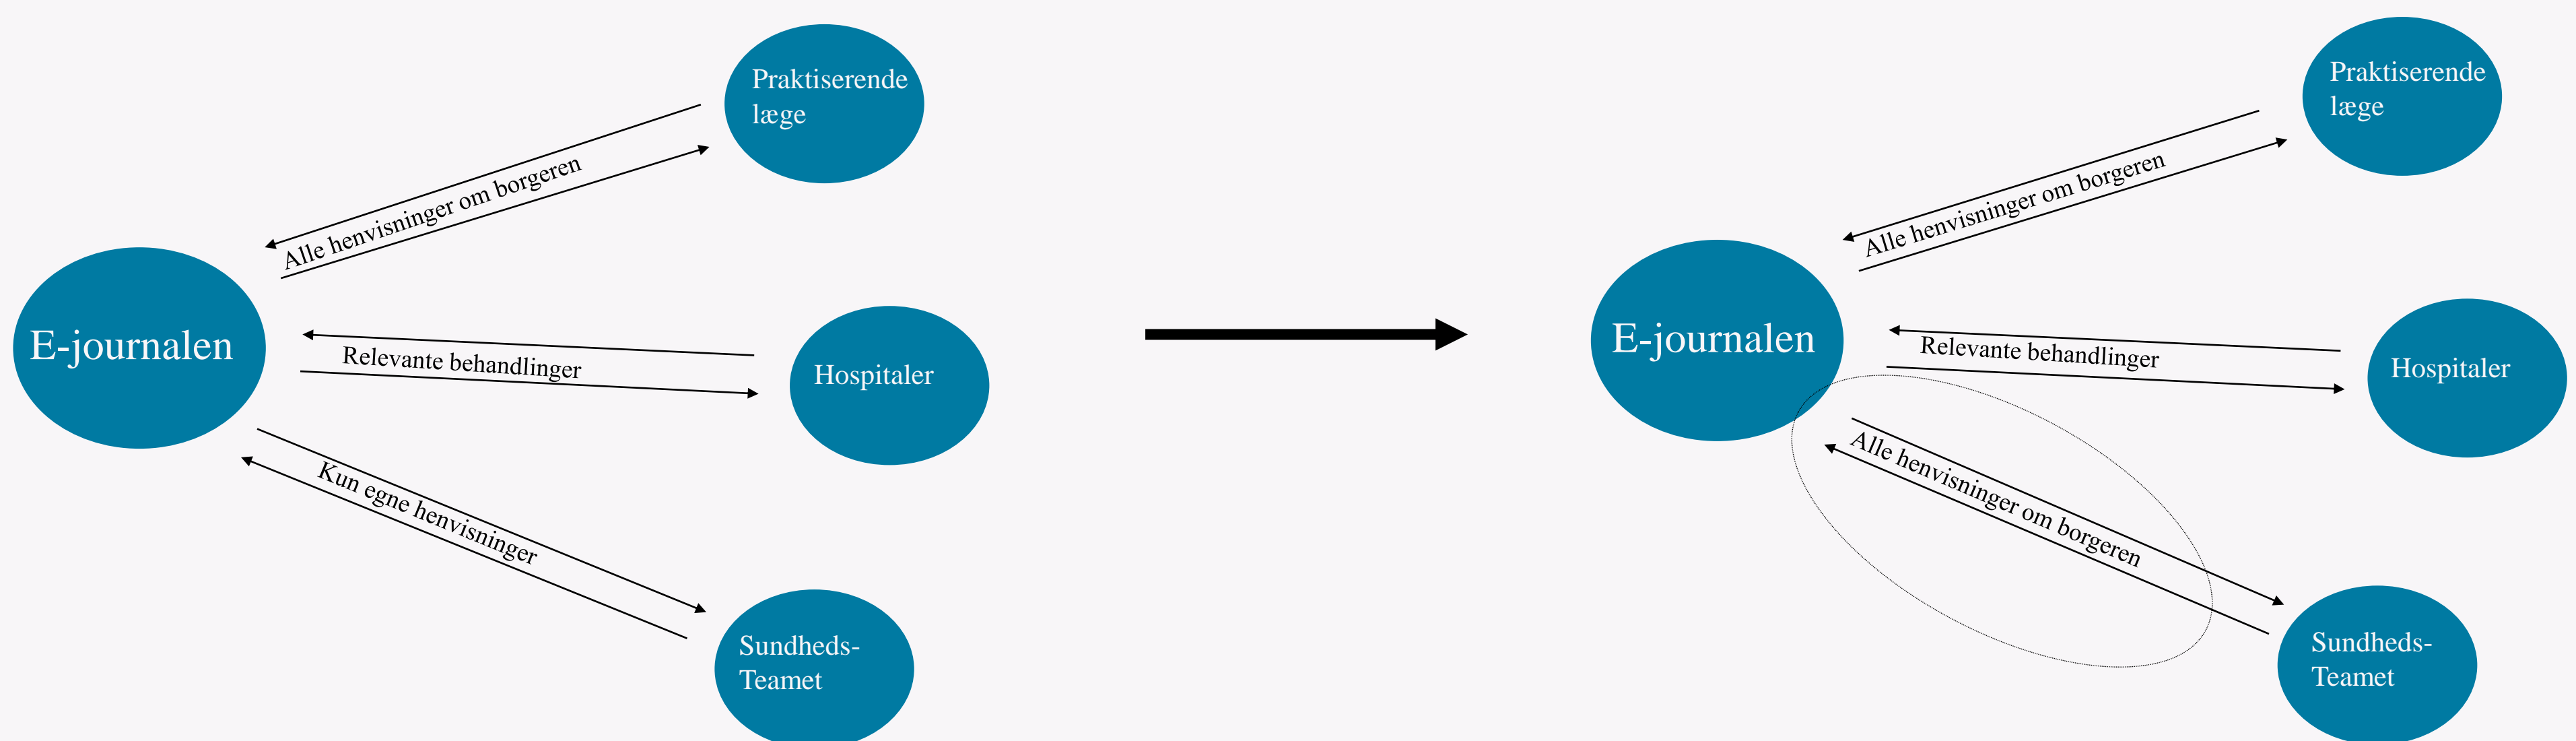 Praktiserende
læge
Alle henvisninger om borgeren
E-journalen
Relevante behandlinger
Hospitaler
Kun egne henvisninger
Sundheds-
Teamet
Praktiserende
læge
Alle henvisninger om borgeren
E-journalen
Relevante behandlinger
Hospitaler
Alle henvisninger om borgeren
Sundheds-
Teamet